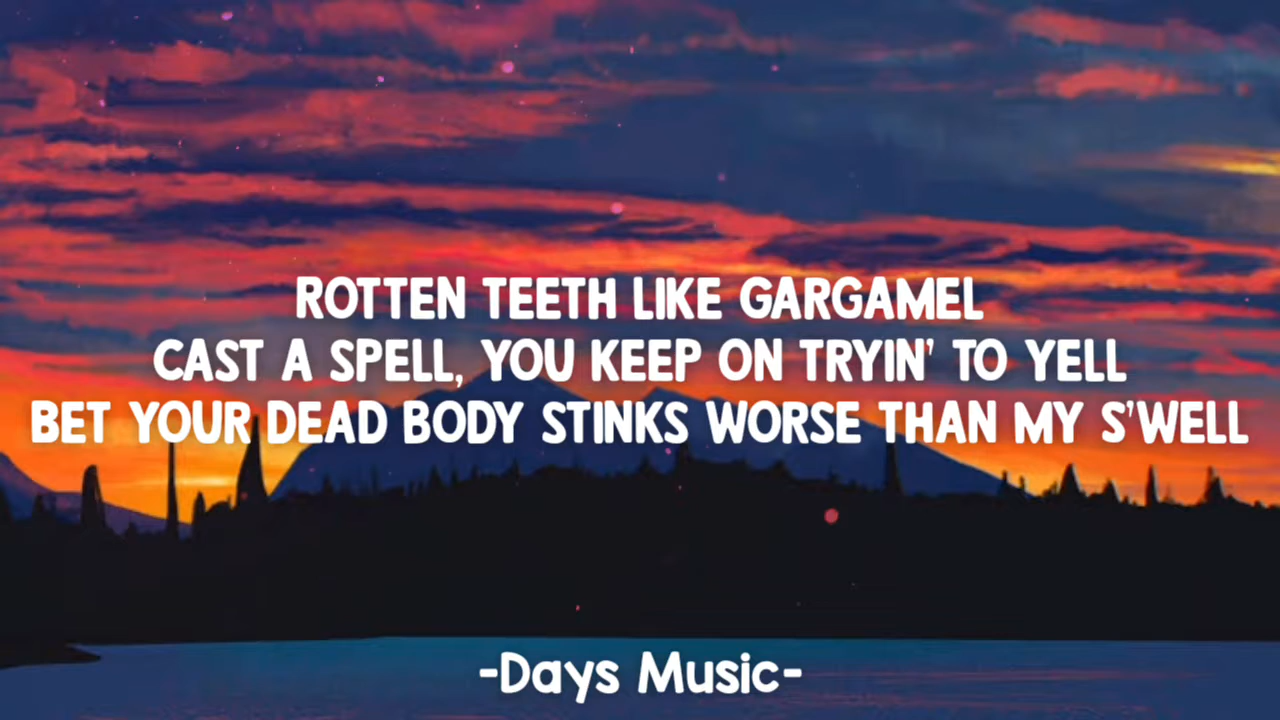 ROTTEN TEETH LIKE GARGAMEL
CAST A SPELL, YOU KEEP ON TRYIN' TO YELL
BET YOUR DEAD BODY STINKS WORSE THAN MY S'WELL
-Days Music-